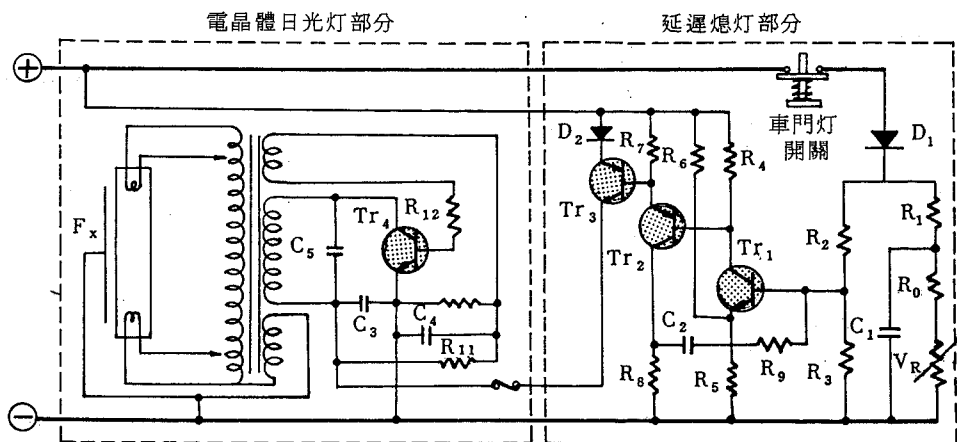 電晶體日光灯部分
延遲熄灯部分
+
車門灯
開關
D2
R7
R6
R4
D1
Fx
Tr4
R12
C5
Tr3
Tr2
Tr1
R2
R1
R0
C3
C4
R11
C2
R9
C1
VR
R8
R5
R3
−